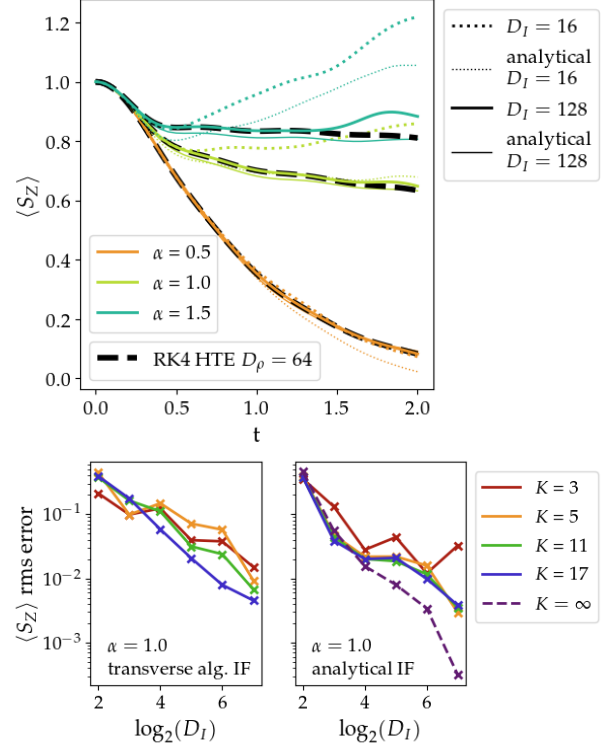 1.2
1.0
0.8
0.6
0.4
0.2
0.0
⟨S_Z⟩
0.0 0.5 1.0 1.5 2.0
t
α = 0.5
α = 1.0
α = 1.5
RK4 HTE D_ρ = 64
D_I = 16
analytical
D_I = 16
D_I = 128
analytical
D_I = 128
10⁻¹
10⁻²
10⁻³
⟨S_Z⟩ rms error
α = 1.0
transverse alg. IF
2 4 6
log₂(D_I)
α = 1.0
analytical IF
2 4 6
log₂(D_I)
K = 3
K = 5
K = 11
K = 17
K = ∞